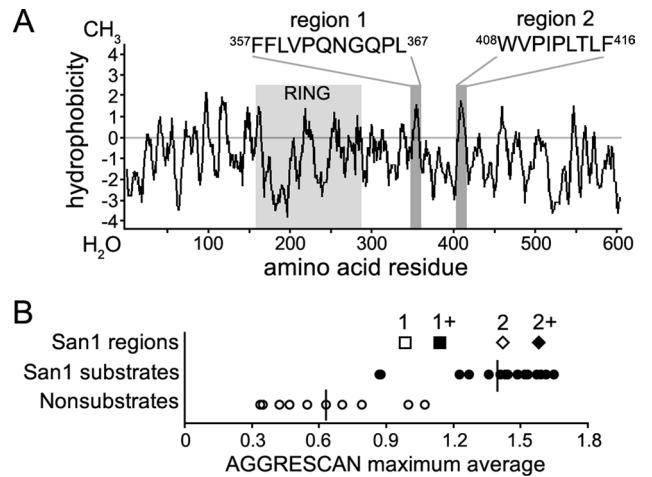 A
region 1
region 2
³⁵⁷FFLVPQNGQPL³⁶⁷
⁴⁰⁸WVPIPLTLF⁴¹⁶
CH₃
hydrophobicity
4
3
2
1
0
-1
-2
-3
-4
RING
H₂O
100 200 300 400 500 600
amino acid residue
B
1 1+ 2 2+
San1 regions
San1 substrates
Nonsubstrates
0 0.3 0.6 0.9 1.2 1.5 1.8
AGGRESCAN maximum average